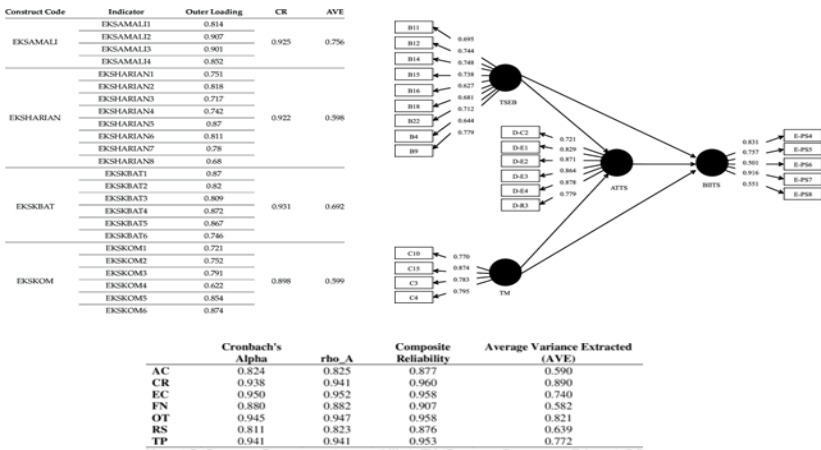 Construct Code Indicator Outer Loading CR AVE
EKSAMALI 0.925 0.756
EKSAMALI1 0.814
EKSAMALI2 0.907
EKSAMALI3 0.901
EKSAMALI4 0.852
EKSHARIAN 0.922 0.598
EKSHARIAN1 0.751
EKSHARIAN2 0.818
EKSHARIAN3 0.717
EKSHARIAN4 0.742
EKSHARIAN5 0.87
EKSHARIAN6 0.811
EKSHARIAN7 0.78
EKSHARIAN8 0.68
EKSKBAT 0.931 0.692
EKSKBAT1 0.87
EKSKBAT2 0.82
EKSKBAT3 0.809
EKSKBAT4 0.872
EKSKBAT5 0.867
EKSKBAT6 0.746
EKSKOM 0.898 0.599
EKSKOM1 0.721
EKSKOM2 0.752
EKSKOM3 0.791
EKSKOM4 0.622
EKSKOM5 0.854
EKSKOM6 0.874
B11 0.695
B12 0.744
B14 0.748
B15 0.738
B16 0.627
B18 0.681
B22 0.712
B4 0.644
B9 0.779
TSEB
D-C2 0.721
D-E1 0.829
D-E2 0.871
D-E3 0.864
D-E4 0.878
D-R3 0.779
ATTS
BIITS
0.831 E-PS4
0.757 E-PS5
0.501 E-PS6
0.916 E-PS7
0.551 E-PS8
C10 0.770
C15 0.874
C3 0.783
C4 0.795
TM
Cronbach's Alpha rho_A Composite Reliability Average Variance Extracted (AVE)
AC 0.824 0.825 0.877 0.590
CR 0.938 0.941 0.960 0.890
EC 0.950 0.952 0.958 0.740
FN 0.880 0.882 0.907 0.582
OT 0.945 0.947 0.958 0.821
RS 0.811 0.823 0.876 0.639
TP 0.941 0.941 0.953 0.772